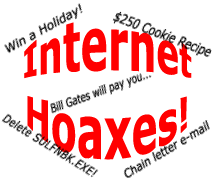 Win a Holiday!
$250 Cookie Recipe
Internet
Bill Gates will pay you...
Hoaxes!
Delete SULFNBK.EXE!
Chain letter e-mail